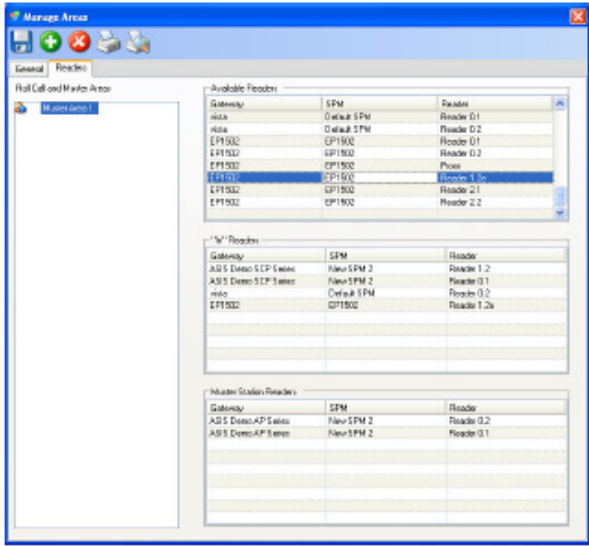 Manage Areas
General Readers
Roll Call and Muster Areas
Muster Area 1
Available Readers
Gateway SPM Reader
vista Default SPM Reader 0.1
vista Default SPM Reader 0.2
EP1502 EP1502 Reader 0.1
EP1502 EP1502 Reader 0.2
EP1502 EP1502
EP1502 EP1502 Reader 1.2a
EP1502 EP1502 Reader 2.1
EP1502 EP1502 Reader 2.2
"In" Readers
Gateway SPM Reader
ASIS Demo SCP Series New SPM 2 Reader 1.2
ASIS Demo SCP Series New SPM 2 Reader 0.1
vista Default SPM Reader 0.2
EP1502 EP1502 Reader 1.2a
Muster Station Readers
Gateway SPM Reader
ASIS Demo AP Series New SPM 2 Reader 0.2
ASIS Demo AP Series New SPM 2 Reader 0.1